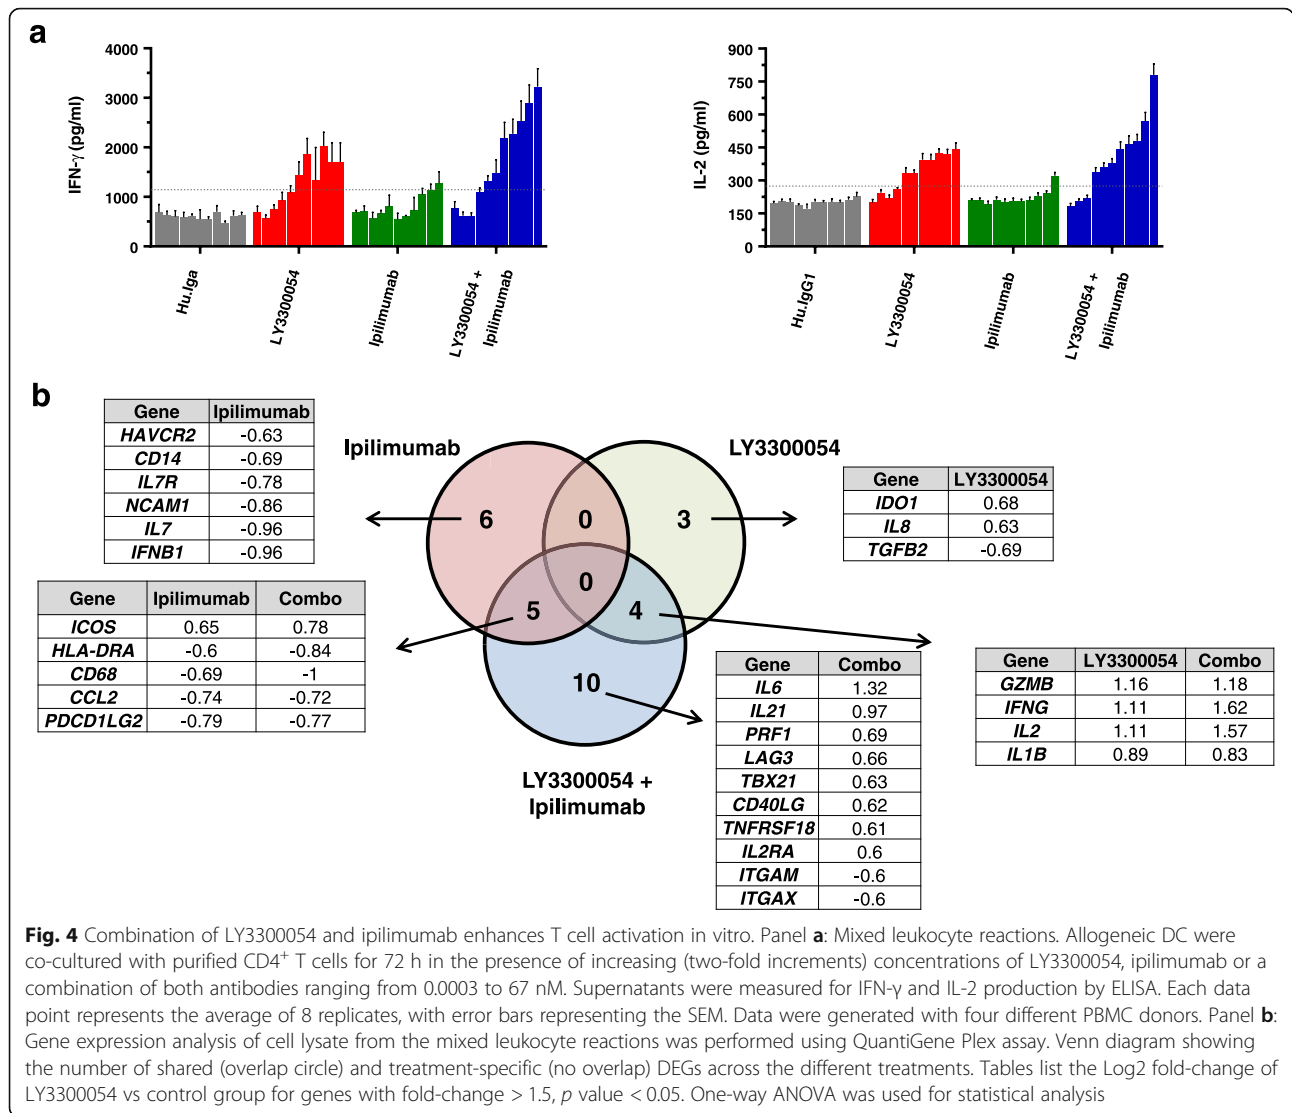 a
4000
3000
2000
1000
0
IFN-γ (pg/ml)
Hu.Iga
LY3300054
Ipilimumab
LY3300054 +
Ipilimumab
900
750
600
450
300
150
0
IL-2 (pg/ml)
Hu.IgG1
LY3300054
Ipilimumab
LY3300054 +
Ipilimumab
b
Gene Ipilimumab
HAVCR2 -0.63
CD14 -0.69
IL7R -0.78
NCAM1 -0.86
IL7 -0.96
IFNB1 -0.96
Gene Ipilimumab Combo
ICOS 0.65 0.78
HLA-DRA -0.6 -0.84
CD68 -0.69 -1
CCL2 -0.74 -0.72
PDCD1LG2 -0.79 -0.77
Ipilimumab
LY3300054
6
0
3
0
5
4
10
LY3300054 +
Ipilimumab
Gene LY3300054
IDO1 0.68
IL8 0.63
TGFB2 -0.69
Gene Combo
IL6 1.32
IL21 0.97
PRF1 0.69
LAG3 0.66
TBX21 0.63
CD40LG 0.62
TNFRSF18 0.61
IL2RA 0.6
ITGAM -0.6
ITGAX -0.6
Gene LY3300054 Combo
GZMB 1.16 1.18
IFNG 1.11 1.62
IL2 1.11 1.57
IL1B 0.89 0.83
Fig. 4 Combination of LY3300054 and ipilimumab enhances T cell activation in vitro. Panel a: Mixed leukocyte reactions. Allogeneic DC were
co-cultured with purified CD4+ T cells for 72 h in the presence of increasing (two-fold increments) concentrations of LY3300054, ipilimumab or a
combination of both antibodies ranging from 0.0003 to 67 nM. Supernatants were measured for IFN-γ and IL-2 production by ELISA. Each data
point represents the average of 8 replicates, with error bars representing the SEM. Data were generated with four different PBMC donors. Panel b:
Gene expression analysis of cell lysate from the mixed leukocyte reactions was performed using QuantiGene Plex assay. Venn diagram showing
the number of shared (overlap circle) and treatment-specific (no overlap) DEGs across the different treatments. Tables list the Log2 fold-change of
LY3300054 vs control group for genes with fold-change > 1.5, p value < 0.05. One-way ANOVA was used for statistical analysis